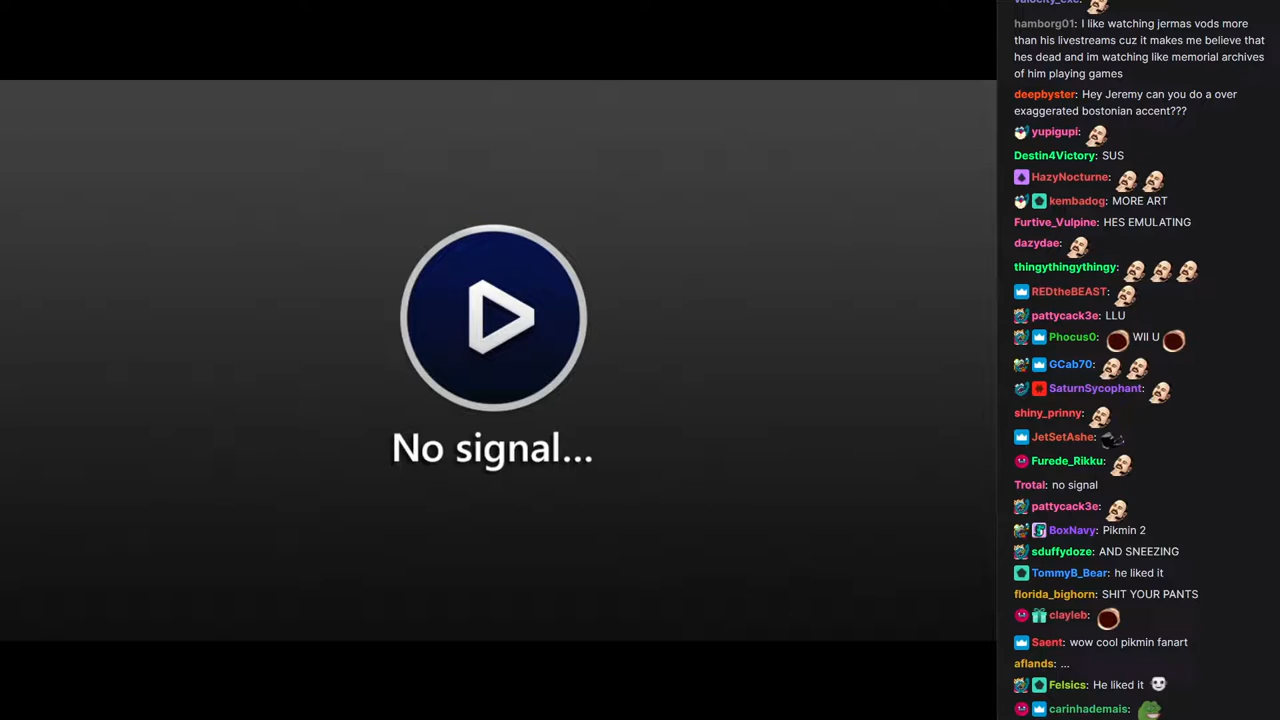 No signal...
hamborg01: I like watching jermas vods more
than his livestreams cuz it makes me believe that
hes dead and im watching like memorial archives
of him playing games
deepbyster: Hey Jeremy can you do a over
exaggerated bostonian accent???
yupigupi:
Destin4Victory: SUS
HazyNocturne:
kembadog: MORE ART
Furtive_Vulpine: HES EMULATING
dazydae:
thingythingythingy:
REDtheBEAST:
pattycack3e: LLU
Phocus0: WII U
GCab70:
SaturnSycophant:
shiny_prinny:
JetSetAshe:
Furede_Rikku:
Trotal: no signal
pattycack3e:
BoxNavy: Pikmin 2
sduffydoze: AND SNEEZING
TommyB_Bear: he liked it
florida_bighorn: SHIT YOUR PANTS
clayleb:
Saent: wow cool pikmin fanart
aflands: ...
Felsics: He liked it
carinhademais: